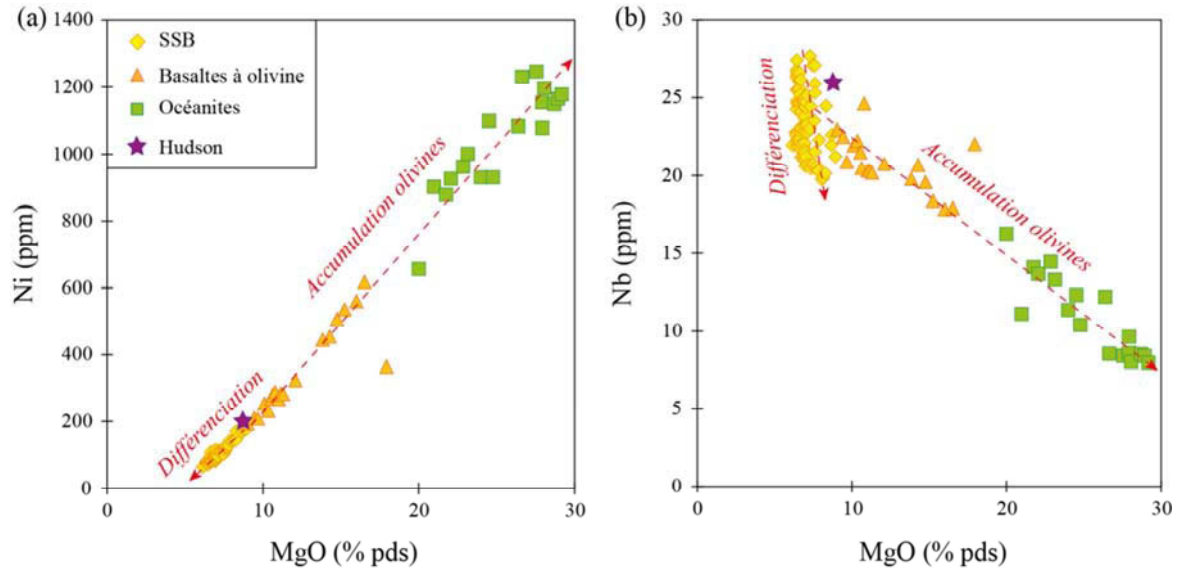 (a)
1400
1200
1000
800
600
400
200
0
Ni (ppm)
SSB
Basaltes à olivine
Océanites
Hudson
Accumulation olivines
Différenciation
0
10
20
30
MgO (% pds)
(b)
30
25
20
15
10
5
0
Nb (ppm)
Différenciation
Accumulation olivines
0
10
20
30
MgO (% pds)